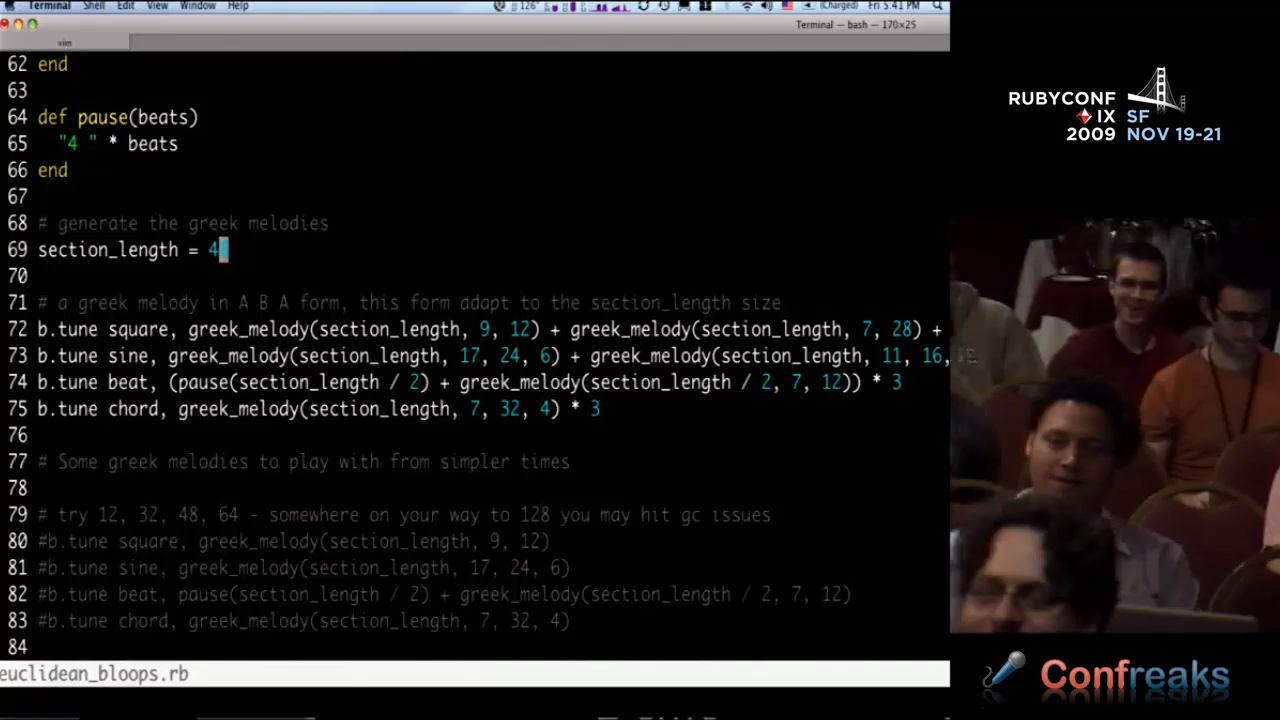 Terminal Shell Edit View Window Help
126° (Charged) Fri 5:41 PM
Terminal — bash — 170×25
vim
62 end
63
64 def pause(beats)
65 "4 " * beats
66 end
67
68 # generate the greek melodies
69 section_length = 4
70
71 # a greek melody in A B A form, this form adapt to the section_length size
72 b.tune square, greek_melody(section_length, 9, 12) + greek_melody(section_length, 7, 28) +
73 b.tune sine, greek_melody(section_length, 17, 24, 6) + greek_melody(section_length, 11, 16,
74 b.tune beat, (pause(section_length / 2) + greek_melody(section_length / 2, 7, 12)) * 3
75 b.tune chord, greek_melody(section_length, 7, 32, 4) * 3
76
77 # Some greek melodies to play with from simpler times
78
79 # try 12, 32, 48, 64 - somewhere on your way to 128 you may hit gc issues
80 #b.tune square, greek_melody(section_length, 9, 12)
81 #b.tune sine, greek_melody(section_length, 17, 24, 6)
82 #b.tune beat, pause(section_length / 2) + greek_melody(section_length / 2, 7, 12)
83 #b.tune chord, greek_melody(section_length, 7, 32, 4)
84
euclidean_bloops.rb
RUBYCONF
IX SF
2009 NOV 19-21
Confreaks